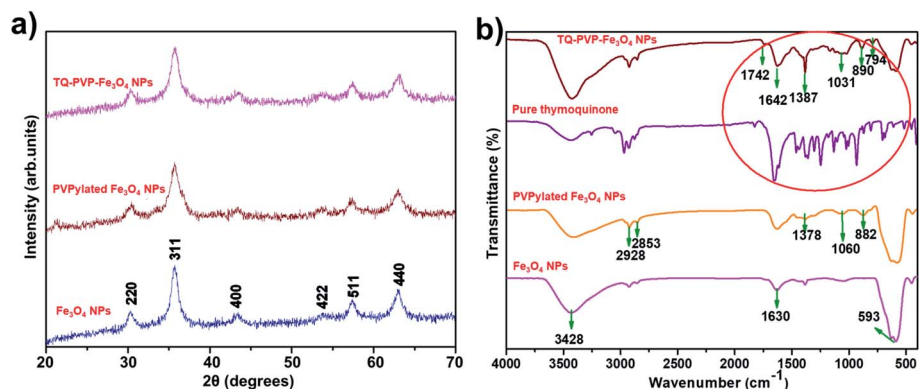 a)
TQ-PVP-Fe₃O₄ NPs
PVPylated Fe₃O₄ NPs
Fe₃O₄ NPs
220
311
400
422
511
440
Intensity (arb.units)
20 30 40 50 60 70
2θ (degrees)
b)
TQ-PVP-Fe₃O₄ NPs
1742
1642
1387
1031
890
794
Pure thymoquinone
PVPylated Fe₃O₄ NPs
2928
2853
1378
1060
882
Fe₃O₄ NPs
3428
1630
593
Transmittance (%)
4000 3500 3000 2500 2000 1500 1000 500
Wavenumber (cm⁻¹)